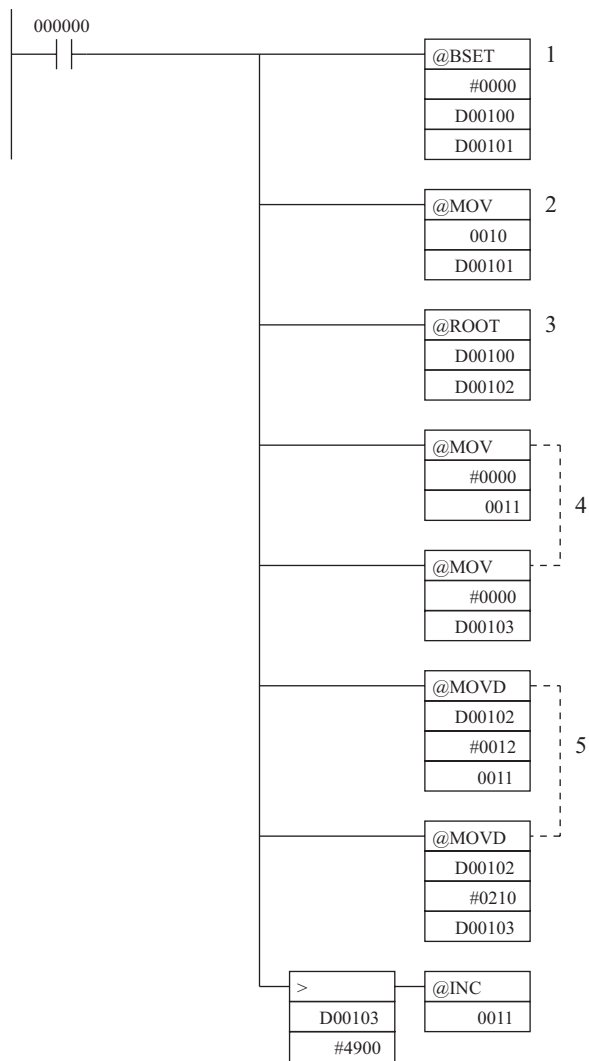 000000
@BSET 1
#0000
D00100
D00101
@MOV 2
0010
D00101
@ROOT 3
D00100
D00102
@MOV
#0000
0011
4
@MOV
#0000
D00103
@MOVD
D00102
#0012
0011
5
@MOVD
D00102
#0210
D00103
> @INC
D00103 0011
#4900